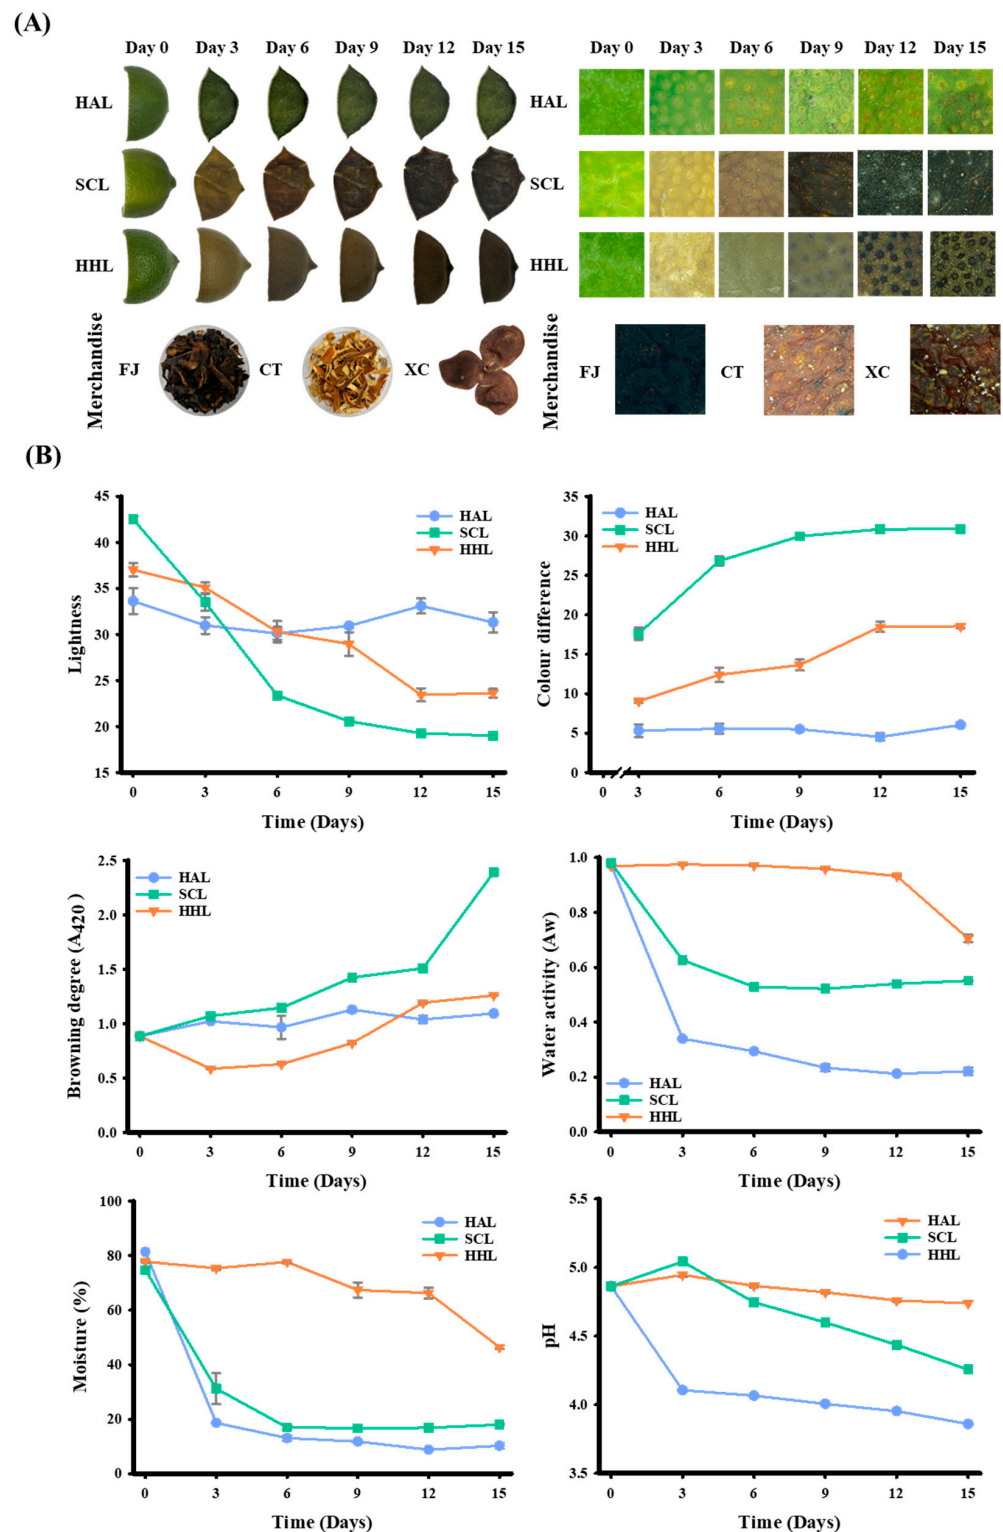 (A)
Day 0 Day 3 Day 6 Day 9 Day 12 Day 15
HAL
SCL
HHL
Merchandise
FJ CT XC
Day 0 Day 3 Day 6 Day 9 Day 12 Day 15
HAL
SCL
HHL
Merchandise
FJ CT XC
(B)
Lightness
45
40
35
30
25
20
15
HAL
SCL
HHL
0 3 6 9 12 15
Time (Days)
Colour difference
35
30
25
20
15
10
5
0
HAL
SCL
HHL
0 3 6 9 12 15
Time (Days)
Browning degree (A420)
2.5
2.0
1.5
1.0
0.5
0.0
HAL
SCL
HHL
0 3 6 9 12 15
Time (Days)
Water activity (Aw)
1.0
0.8
0.6
0.4
0.2
0.0
HAL
SCL
HHL
0 3 6 9 12 15
Time (Days)
Moisture (%)
100
80
60
40
20
0
HAL
SCL
HHL
0 3 6 9 12 15
Time (Days)
pH
5.5
5.0
4.5
4.0
3.5
HAL
SCL
HHL
0 3 6 9 12 15
Time (Days)